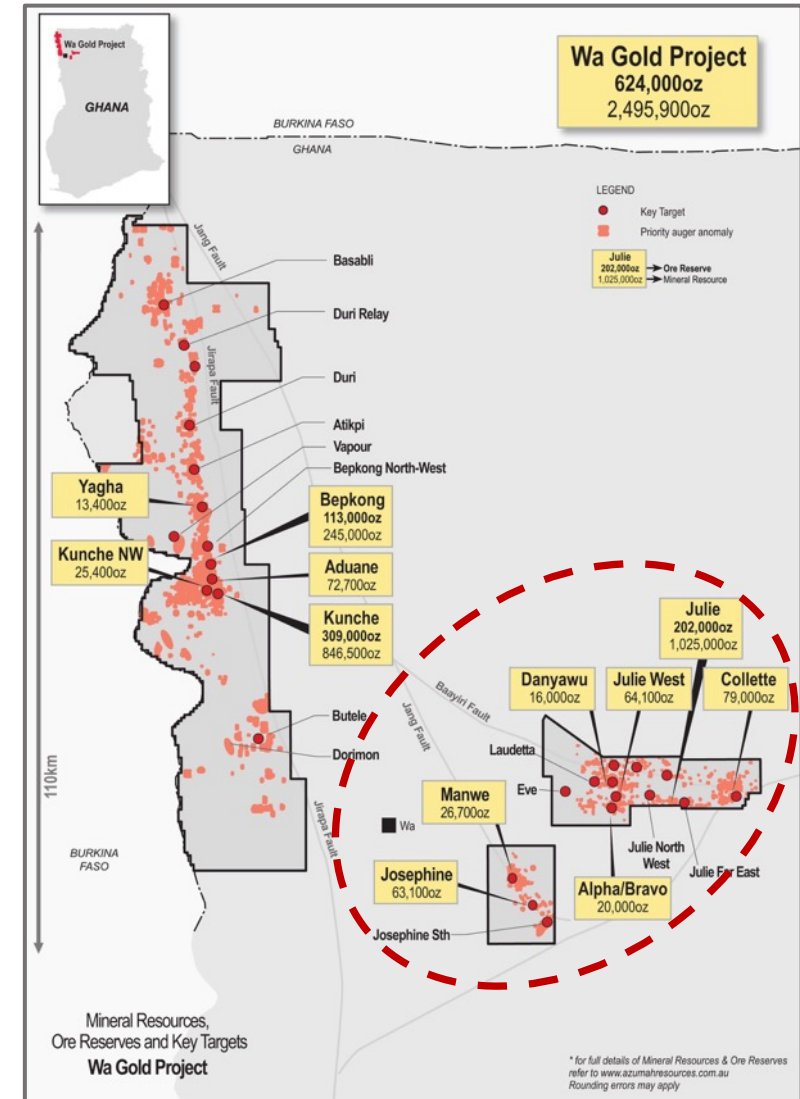 Wa Gold Project
GHANA
Wa Gold Project
624,000oz
2,495,900oz
BURKINA FASO
GHANA
LEGEND
Key Target
Priority auger anomaly
Julie
202,000oz → Ore Reserve
1,025,000oz → Mineral Resource
Jang Fault
Basabli
Duri Relay
Jirapa Fault
Duri
Atikpi
Vapour
Bepkong North-West
Yagha
13,400oz
Bepkong
113,000oz
245,000oz
Kunche NW
25,400oz
Aduane
72,700oz
Kunche
309,000oz
846,500oz
Julie
202,000oz
1,025,000oz
Danyawu
16,000oz
Julie West
64,100oz
Collette
79,000oz
Baayiri Fault
Jang Fault
Butele
Dorimon
Laudetta
Eve
110km
Manwe
26,700oz
Wa
Jirapa Fault
Julie North
West
Julie Far East
BURKINA
FASO
Josephine
63,100oz
Alpha/Bravo
20,000oz
Josephine Sth
Mineral Resources,
Ore Reserves and Key Targets
Wa Gold Project
* for full details of Mineral Resources & Ore Reserves
refer to www.azumahresources.com.au
Rounding errors may apply